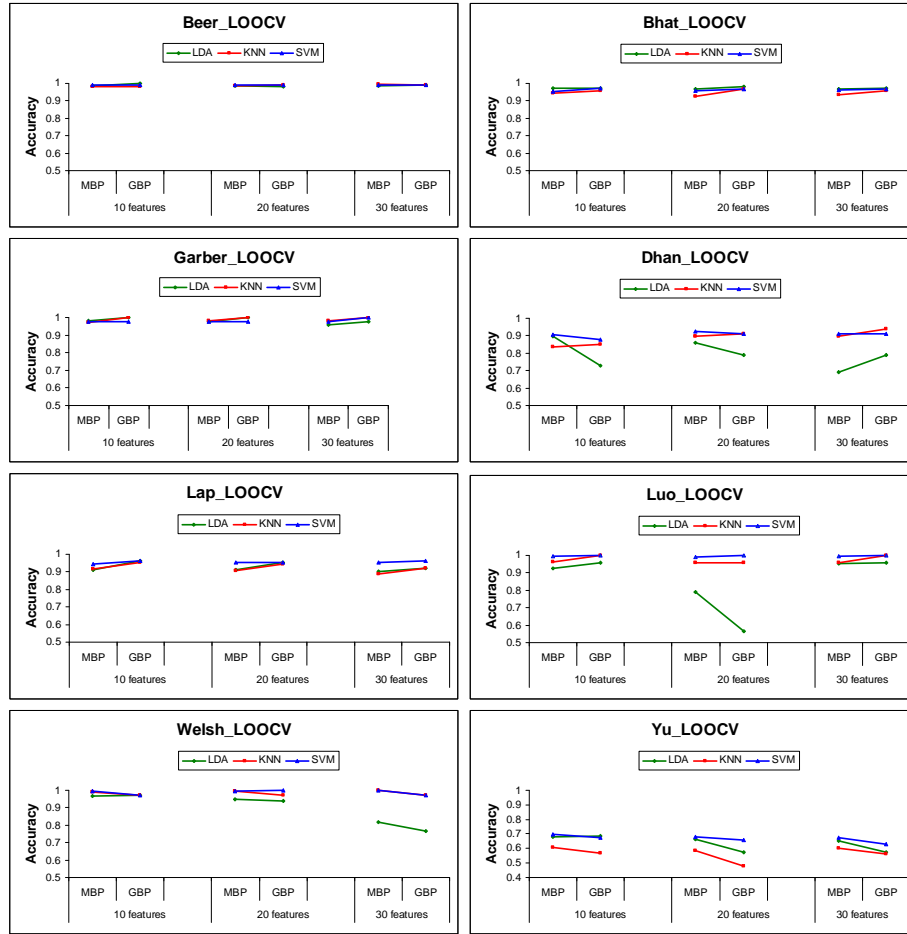 Beer_LOOCV
LDA KNN SVM
Accuracy
1
0.9
0.8
0.7
0.6
0.5
MBP GBP MBP GBP MBP GBP
10 features 20 features 30 features
Bhat_LOOCV
LDA KNN SVM
Accuracy
1
0.9
0.8
0.7
0.6
0.5
MBP GBP MBP GBP MBP GBP
10 features 20 features 30 features
Garber_LOOCV
LDA KNN SVM
Accuracy
1
0.9
0.8
0.7
0.6
0.5
MBP GBP MBP GBP MBP GBP
10 features 20 features 30 features
Dhan_LOOCV
LDA KNN SVM
Accuracy
1
0.9
0.8
0.7
0.6
0.5
MBP GBP MBP GBP MBP GBP
10 features 20 features 30 features
Lap_LOOCV
LDA KNN SVM
Accuracy
1
0.9
0.8
0.7
0.6
0.5
MBP GBP MBP GBP MBP GBP
10 features 20 features 30 features
Luo_LOOCV
LDA KNN SVM
Accuracy
1
0.9
0.8
0.7
0.6
0.5
MBP GBP MBP GBP MBP GBP
10 features 20 features 30 features
Welsh_LOOCV
LDA KNN SVM
Accuracy
1
0.9
0.8
0.7
0.6
0.5
MBP GBP MBP GBP MBP GBP
10 features 20 features 30 features
Yu_LOOCV
LDA KNN SVM
Accuracy
1
0.9
0.8
0.7
0.6
0.5
0.4
MBP GBP MBP GBP MBP GBP
10 features 20 features 30 features